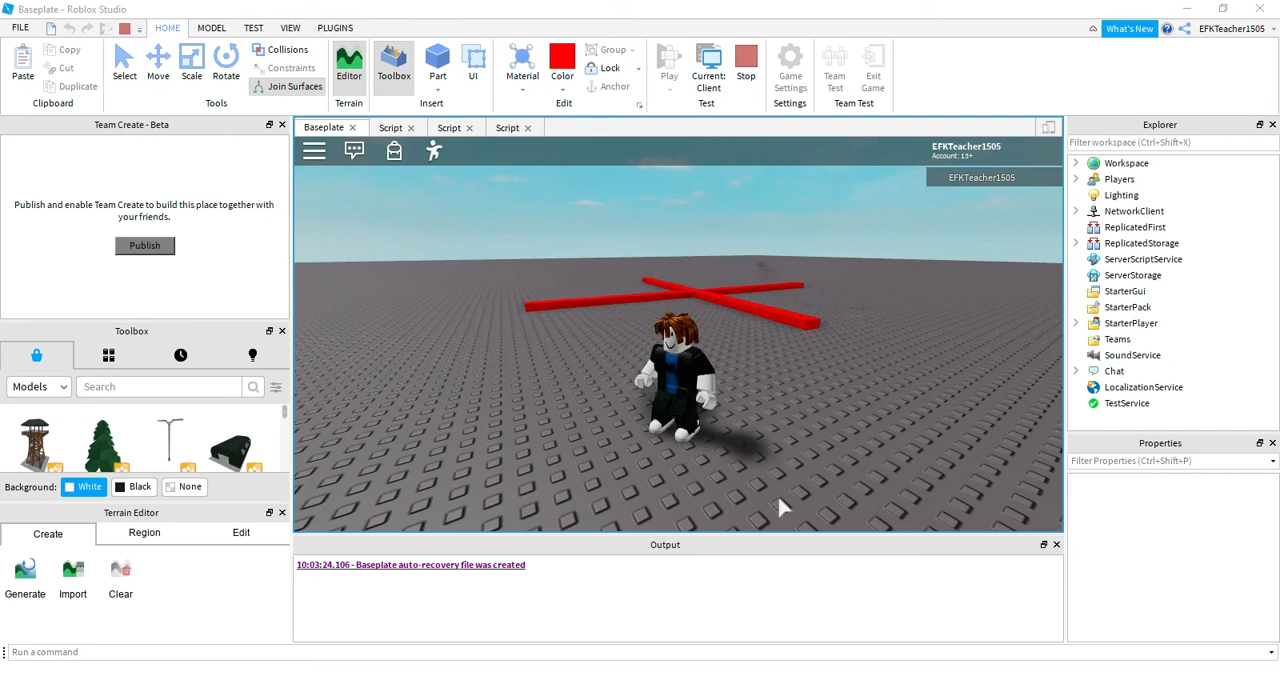 Baseplate - Roblox Studio
FILE HOME MODEL TEST VIEW PLUGINS What's New EFKTeacher1505
Paste Copy Cut Duplicate Clipboard
Select Move Scale Rotate Collisions Constraints Join Surfaces Tools
Editor Terrain
Toolbox Part UI Insert
Material Color Group Lock Anchor Edit
Play Current: Client Stop Test
Game Settings Settings
Team Test Exit Game Team Test
Team Create - Beta
Publish and enable Team Create to build this place together with
your friends.
Publish
Toolbox
Models Search
Background: White Black None
Terrain Editor
Create Region Edit
Generate Import Clear
Baseplate Script Script Script
EFKTeacher1505
Account: 13+
EFKTeacher1505
Output
10:03:24.106 - Baseplate auto-recovery file was created
Explorer
Filter workspace (Ctrl+Shift+X)
Workspace
Players
Lighting
NetworkClient
ReplicatedFirst
ReplicatedStorage
ServerScriptService
ServerStorage
StarterGui
StarterPack
StarterPlayer
Teams
SoundService
Chat
LocalizationService
TestService
Properties
Filter Properties (Ctrl+Shift+P)
Run a command